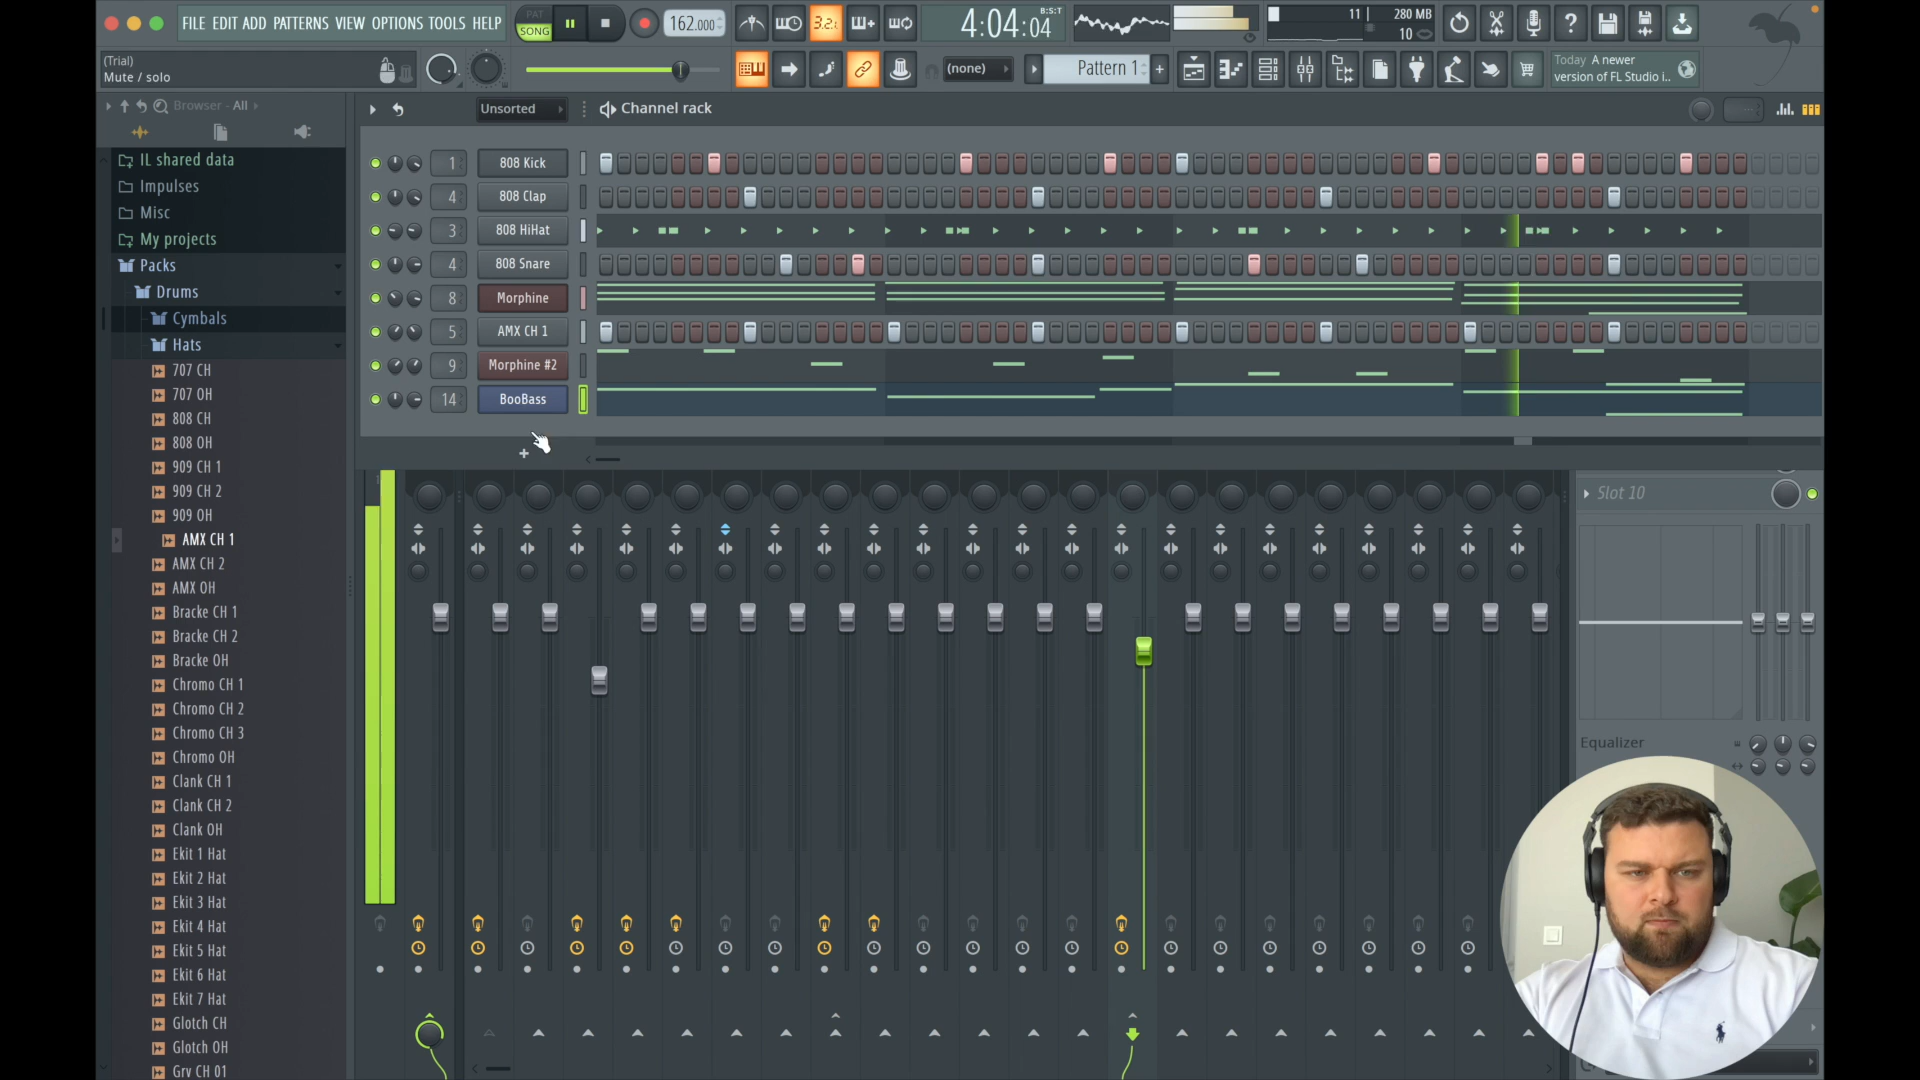 FILE EDIT ADD PATTERNS VIEW OPTIONS TOOLS HELP
PAT
SONG
162.000
3.2.
4:04:04
B:S:T
11
280 MB
10
(Trial)
Mute / solo
(none)
Pattern 1
Today A newer
version of FL Studio i..
Browser - All
Unsorted
Channel rack
IL shared data
Impulses
Misc
My projects
Packs
Drums
Cymbals
Hats
707 CH
707 OH
808 CH
808 OH
909 CH 1
909 CH 2
909 OH
AMX CH 1
AMX CH 2
AMX OH
Bracke CH 1
Bracke CH 2
Bracke OH
Chromo CH 1
Chromo CH 2
Chromo CH 3
Chromo OH
Clank CH 1
Clank CH 2
Clank OH
Ekit 1 Hat
Ekit 2 Hat
Ekit 3 Hat
Ekit 4 Hat
Ekit 5 Hat
Ekit 6 Hat
Ekit 7 Hat
Glotch CH
Glotch OH
Grv CH 01
1 808 Kick
4 808 Clap
3 808 HiHat
4 808 Snare
8 Morphine
5 AMX CH 1
9 Morphine #2
14 BooBass
Slot 10
Equalizer